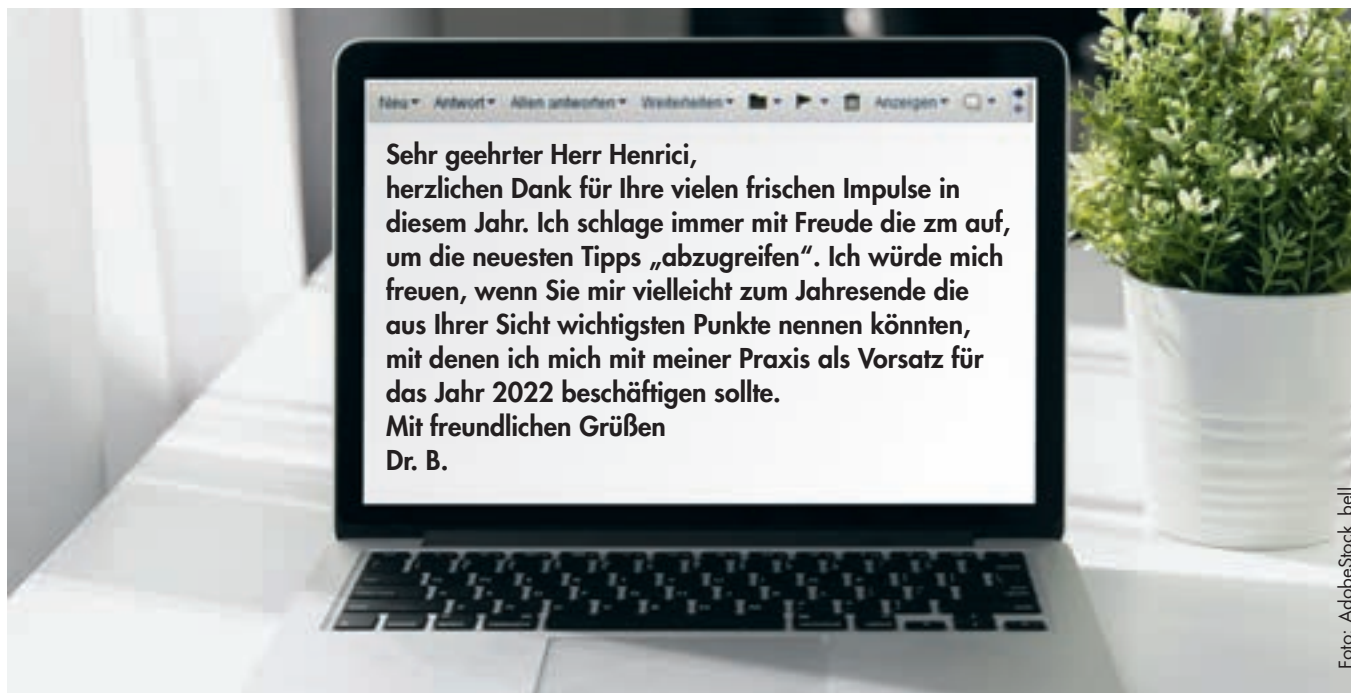 Neu Antwort Allen antworten Weiterleiten Anzeigen
Sehr geehrter Herr Henrici,
herzlichen Dank für Ihre vielen frischen Impulse in
diesem Jahr. Ich schlage immer mit Freude die zm auf,
um die neuesten Tipps „abzugreifen“. Ich würde mich
freuen, wenn Sie mir vielleicht zum Jahresende die
aus Ihrer Sicht wichtigsten Punkte nennen könnten,
mit denen ich mich mit meiner Praxis als Vorsatz für
das Jahr 2022 beschäftigen sollte.
Mit freundlichen Grüßen
Dr. B.
Foto: AdobeStock_bell